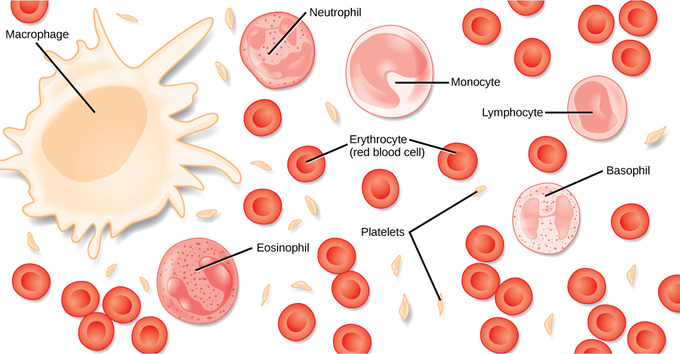 Neutrophil
Macrophage
Monocyte
Lymphocyte
Erythrocyte
(red blood cell)
Basophil
Platelets
Eosinophil